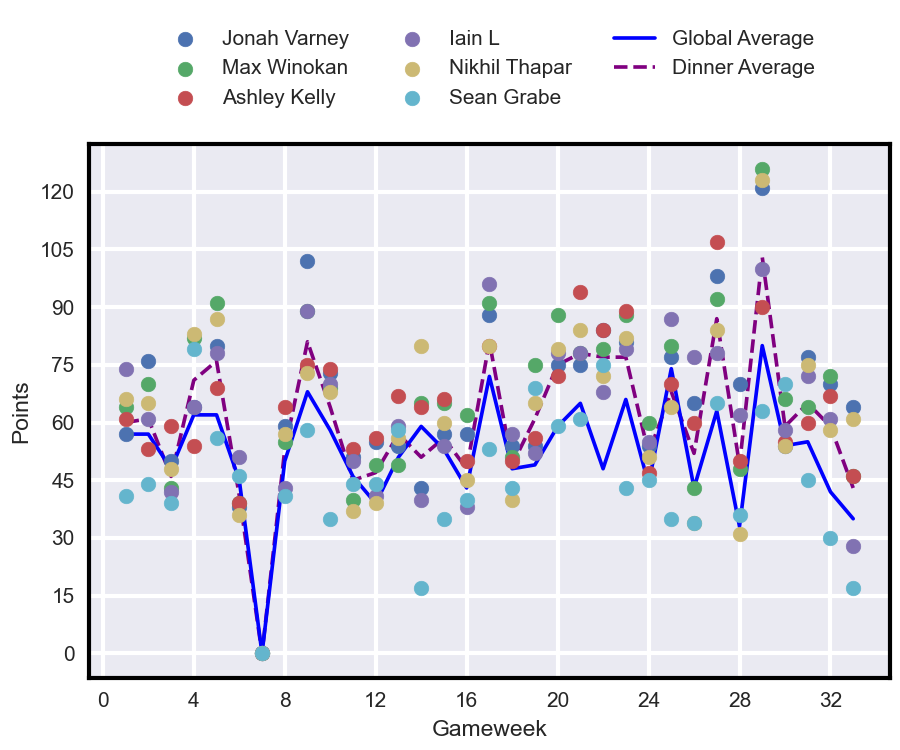 Jonah Varney
Max Winokan
Ashley Kelly
Iain L
Nikhil Thapar
Sean Grabe
Global Average
Dinner Average
120
105
90
75
60
45
30
15
0
Points
0 4 8 12 16 20 24 28 32
Gameweek